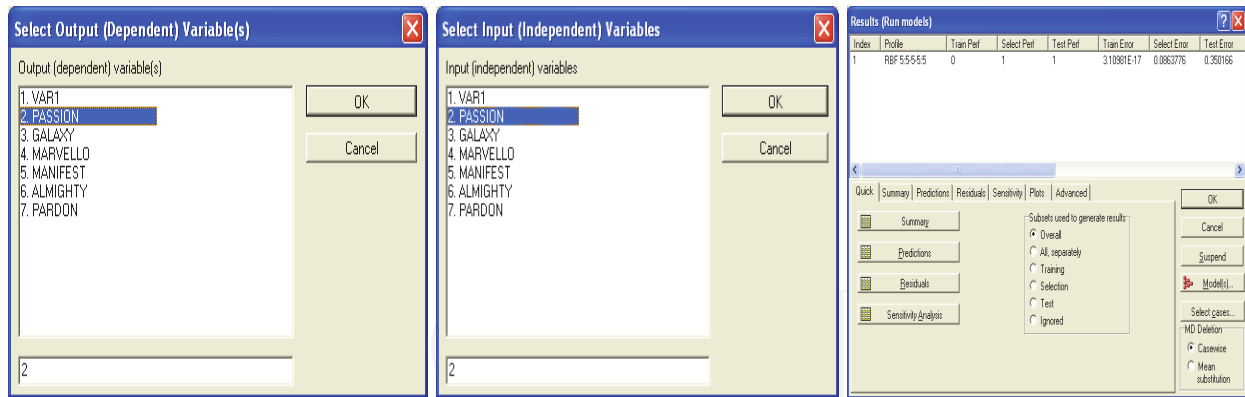 Select Output (Dependent) Variable(s)
Output (dependent) variable(s)
1. VAR1
2. PASSION
3. GALAXY
4. MARVELLO
5. MANIFEST
6. ALMIGHTY
7. PARDON
OK
Cancel
2
Select Input (Independent) Variables
Input (independent) variables
1. VAR1
2. PASSION
3. GALAXY
4. MARVELLO
5. MANIFEST
6. ALMIGHTY
7. PARDON
OK
Cancel
2
Results (Run models)
Index Profile Train Perf Select Perf Test Perf Train Error Select Error Test Error
1 RBF 5:5-5-5:5 0 1 1 3.10981E-17 0.0863776 0.350166
Quick Summary Predictions Residuals Sensitivity Plots Advanced
Summary
Predictions
Residuals
Sensitivity Analysis
Subsets used to generate results
Overall
All, separately
Training
Selection
Test
Ignored
OK
Cancel
Suspend
Model(s)...
Select cases...
MD Deletion
Casewise
Mean
substitution